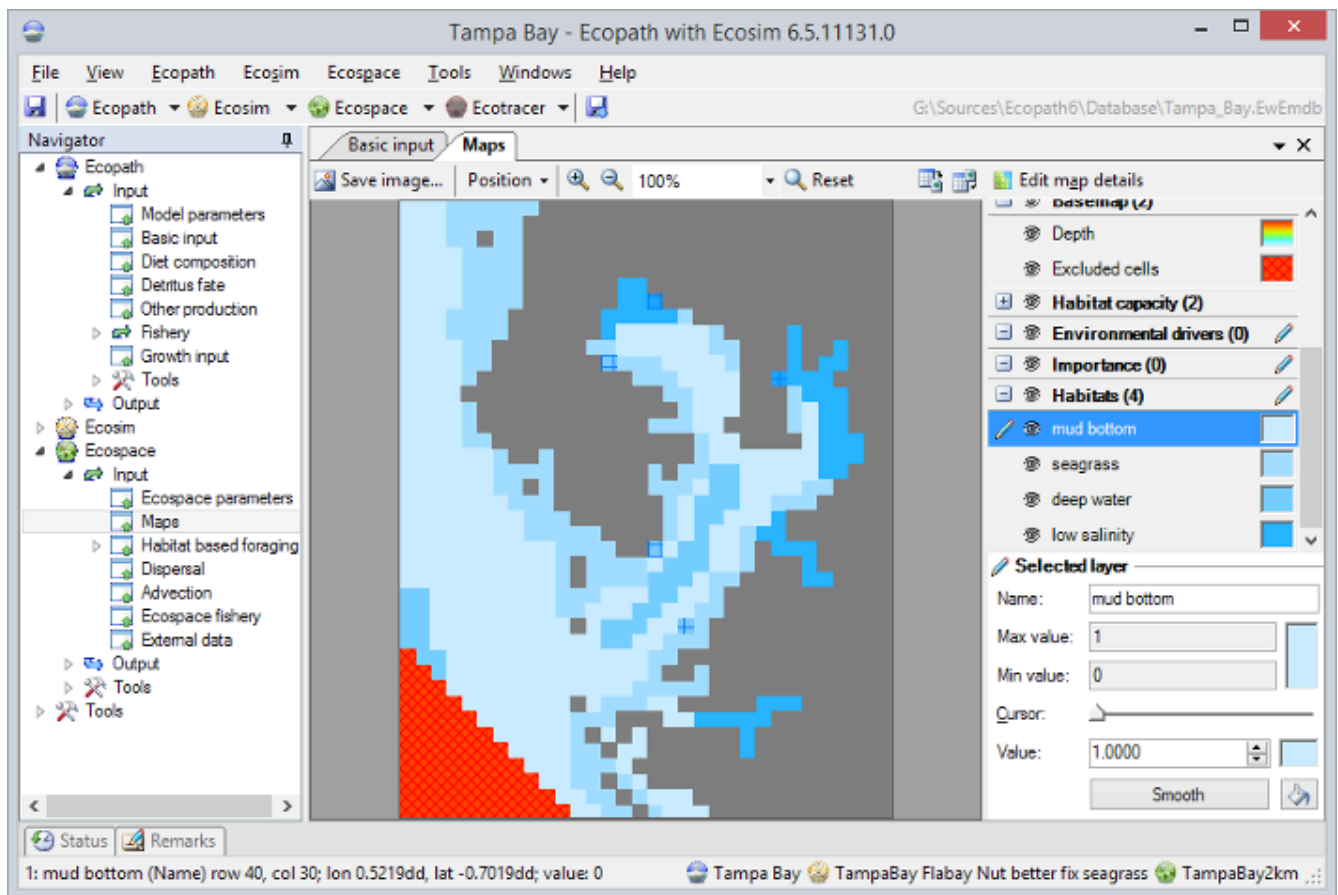 Tampa Bay - Ecopath with Ecosim 6.5.11131.0
File View Ecopath Ecosim Ecospace Tools Windows Help
Ecopath Ecosim Ecospace Ecotracer G:\Sources\Ecopath6\Database\Tampa_Bay.EwEmdb
Navigator
Ecopath
Input
Model parameters
Basic input
Diet composition
Detritus fate
Other production
Fishery
Growth input
Tools
Output
Ecosim
Ecospace
Input
Ecospace parameters
Maps
Habitat based foraging
Dispersal
Advection
Ecospace fishery
External data
Output
Tools
Tools
Basic input Maps
Save image... Position 100% Reset
Edit map details
Basemap (2)
Depth
Excluded cells
Habitat capacity (2)
Environmental drivers (0)
Importance (0)
Habitats (4)
mud bottom
seagrass
deep water
low salinity
Selected layer
Name: mud bottom
Max value: 1
Min value: 0
Cursor:
Value: 1.0000
Smooth
Status Remarks
1: mud bottom (Name) row 40, col 30; lon 0.5219dd, lat -0.7019dd; value: 0 Tampa Bay TampaBay Flabay Nut better fix seagrass TampaBay2km